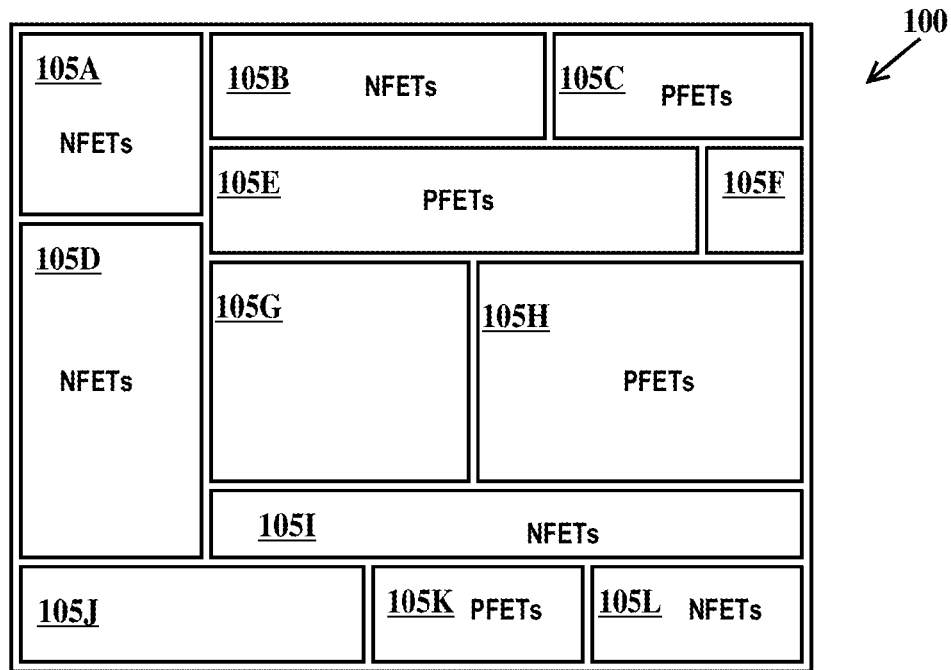 100
105A
NFETs
105B NFETs
105C PFETs
105E PFETs
105F
105D
NFETs
105G
105H
PFETs
105I NFETs
105J
105K PFETs
105L NFETs